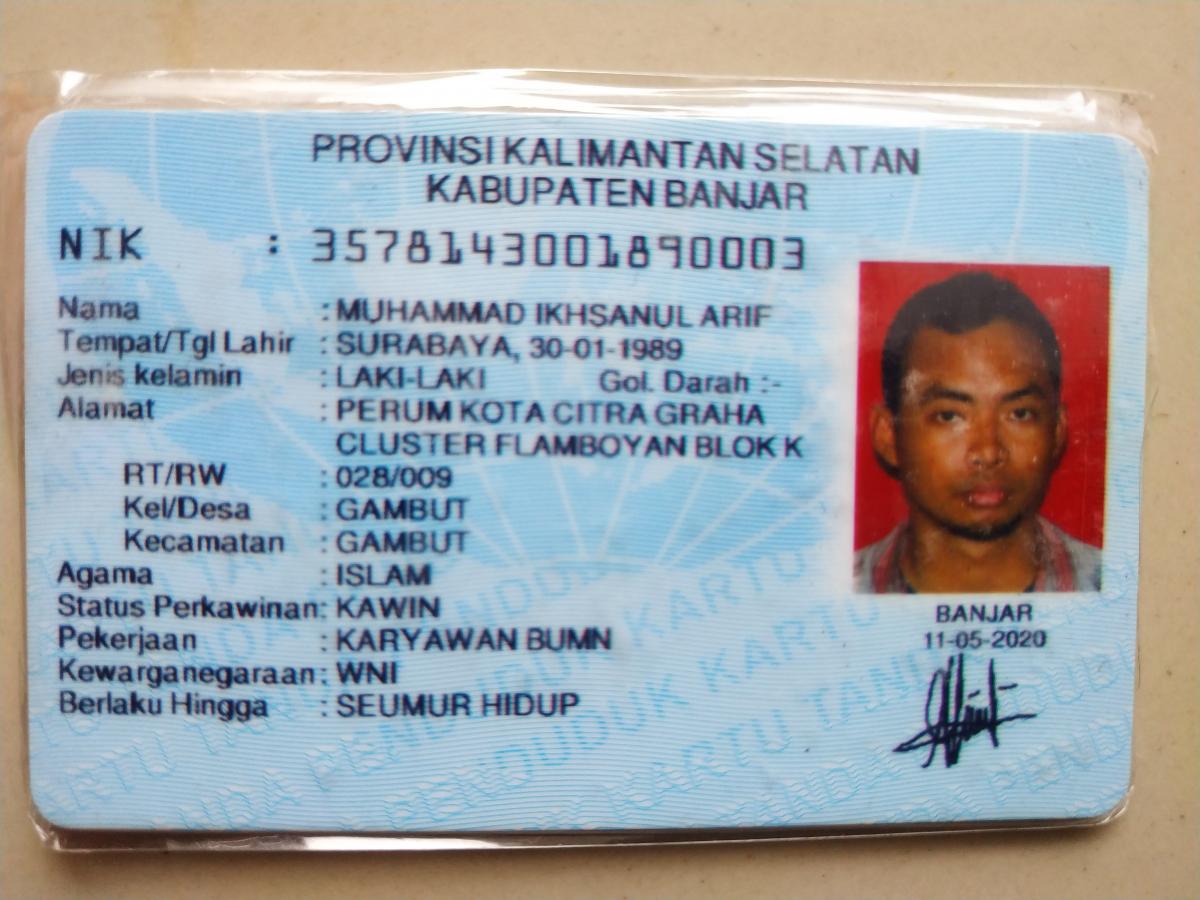 PROVINSI KALIMANTAN SELATAN
KABUPATEN BANJAR
NIK : 3578143001890003
Nama : MUHAMMAD IKHSANUL ARIF
Tempat/Tgl Lahir : SURABAYA, 30-01-1989
Jenis kelamin : LAKI-LAKI Gol. Darah :-
Alamat : PERUM KOTA CITRA GRAHA
CLUSTER FLAMBOYAN BLOK K
RT/RW : 028/009
Kel/Desa : GAMBUT
Kecamatan : GAMBUT
Agama : ISLAM
Status Perkawinan: KAWIN
Pekerjaan : KARYAWAN BUMN
Kewarganegaraan: WNI
Berlaku Hingga : SEUMUR HIDUP
BANJAR
11-05-2020